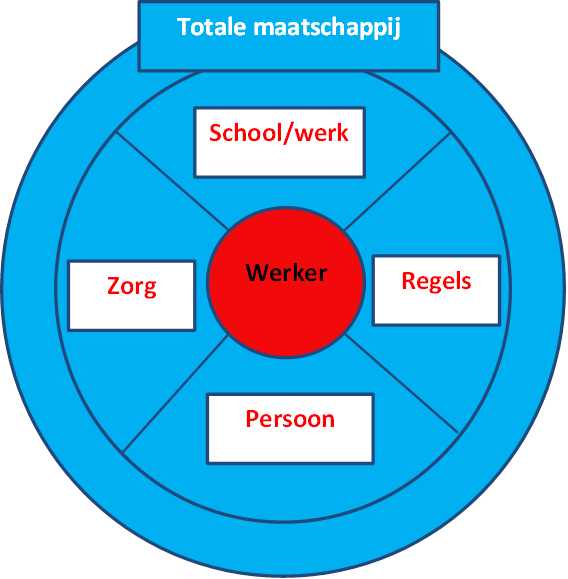 Totale maatschappij
School/werk
Zorg
Werker
Regels
Persoon